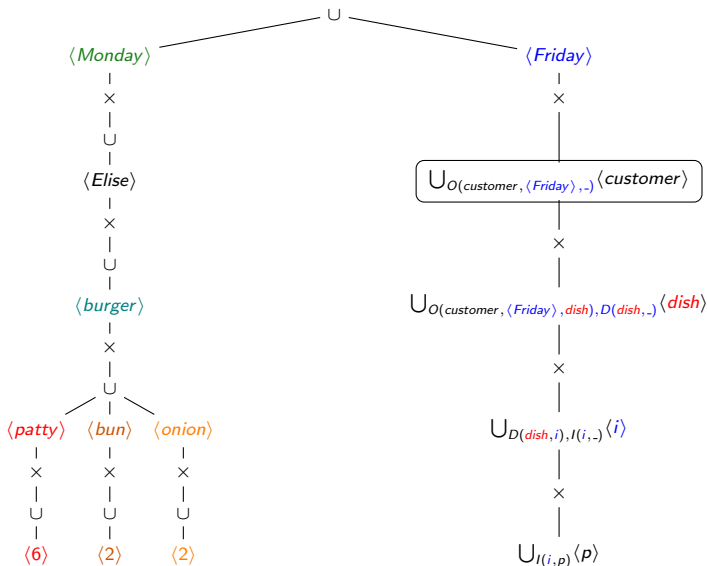 ∪
⟨Monday⟩ ⟨Friday⟩
× ×
∪
⟨Elise⟩ ⋃O(customer,⟨Friday⟩,_)⟨customer⟩
× ×
∪
⟨burger⟩ ⋃O(customer,⟨Friday⟩,dish),D(dish,_)⟨dish⟩
× ×
∪
⟨patty⟩ ⟨bun⟩ ⟨onion⟩ ⋃D(dish,i),I(i,_)⟨i⟩
× × × ×
∪ ∪ ∪
⟨6⟩ ⟨2⟩ ⟨2⟩ ⋃I(i,p)⟨p⟩